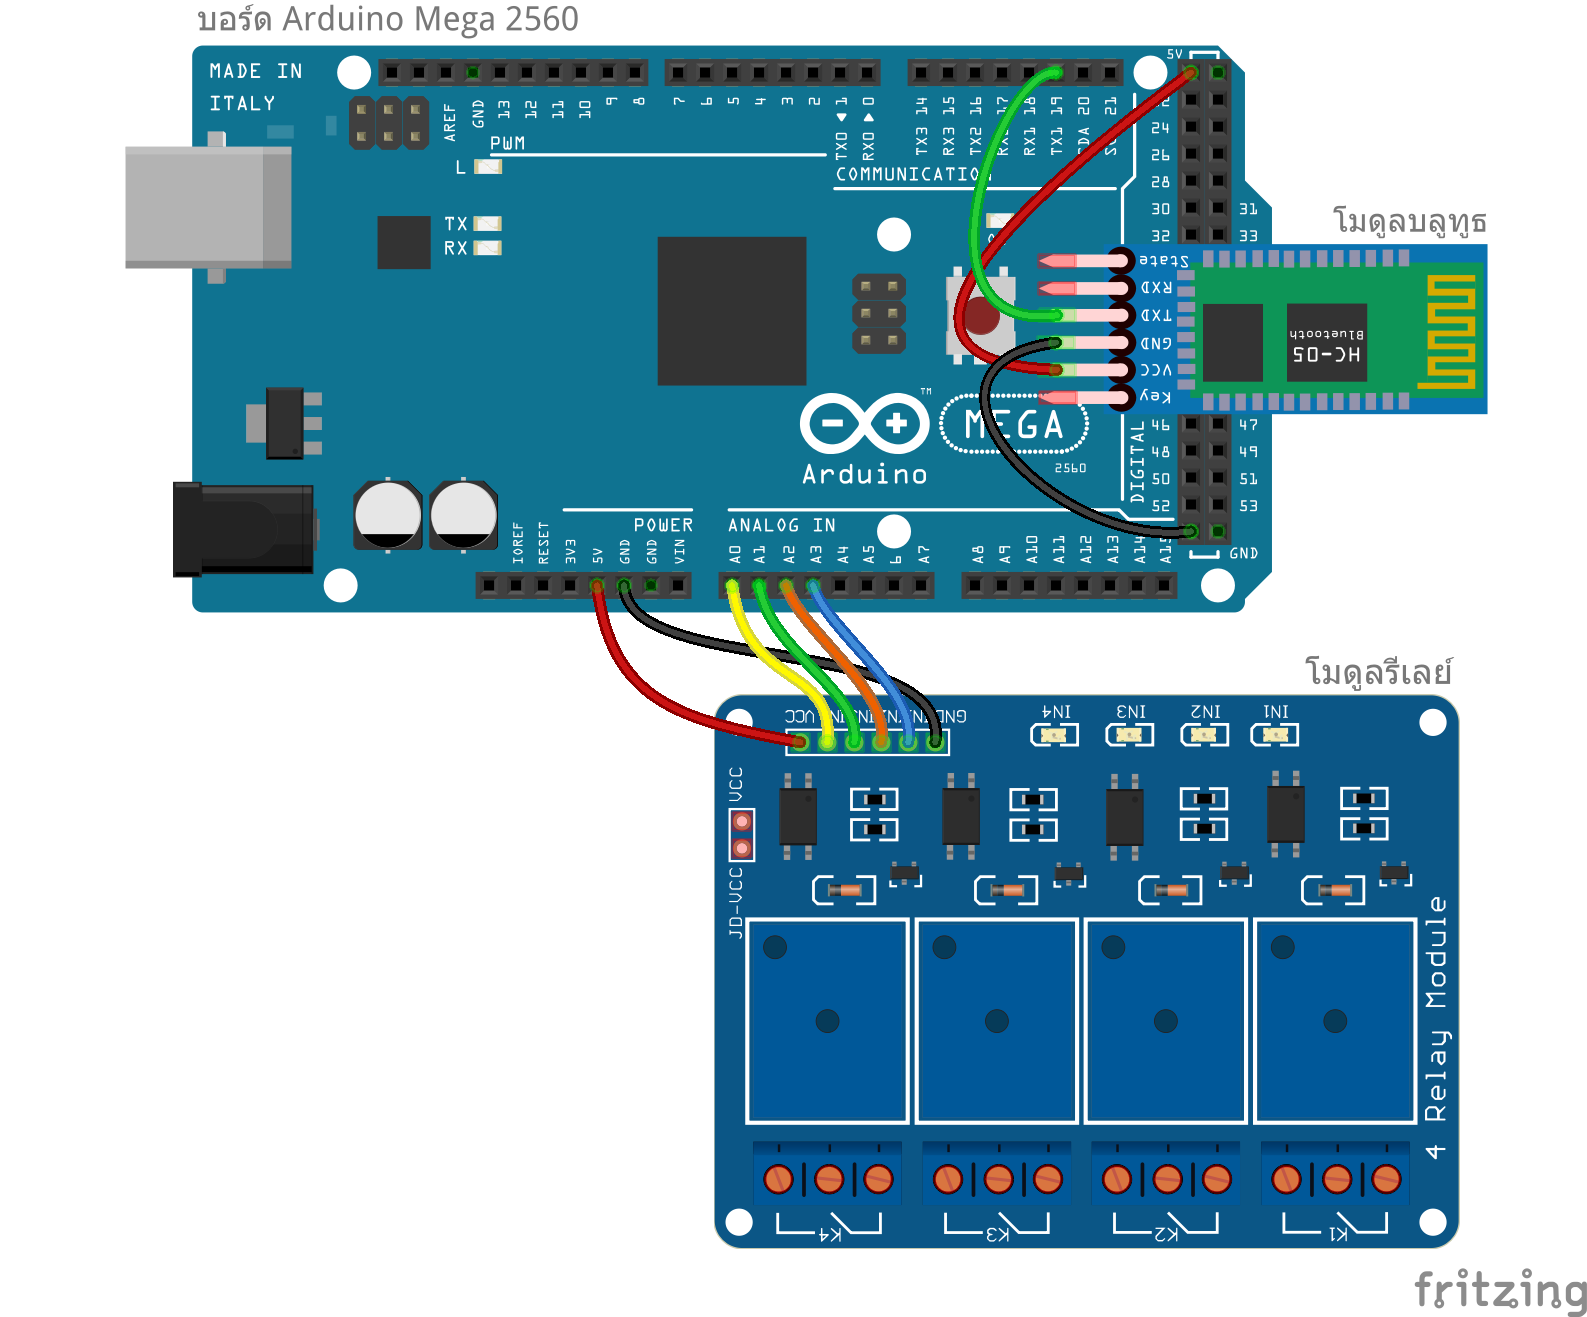 บอร์ด Arduino Mega 2560
MADE IN
ITALY
AREF
GND
13
12
11
10
9
8
7
6
5
4
3
2
TX0 ◀ 1
RX0 ▶ 0
TX3 14
RX3 15
TX2 16
17
RX1 18
TX1 19
20
21
5V
PWM
COMMUNICATION
L
TX
RX
24
26
28
30
31
32
33
โมดูลบลูทูธ
State
RXD
TXD
GND
VCC
Key
HC-05
Bluetooth
46
47
48
49
50
51
52
53
GND
DIGITAL
TM
MEGA
2560
Arduino
POWER
ANALOG IN
IOREF
RESET
3V3
5V
GND
GND
VIN
A0
A1
A2
A3
A4
A5
6
A7
A8
A9
A10
A11
A12
A13
A14
โมดูลรีเลย์
VCC
GND
IN4
IN3
IN2
IN1
VCC
JD-VCC
4 Relay Module
K4
K3
K2
K1
fritzing